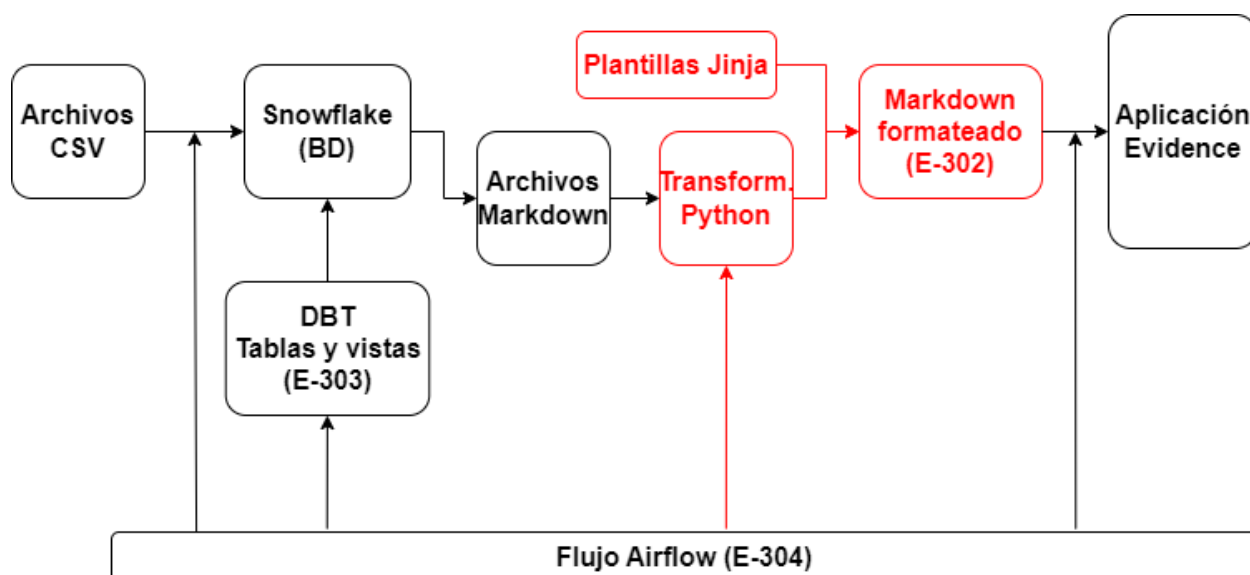 Archivos
CSV
Snowflake
(BD)
Archivos
Markdown
Plantillas Jinja
Transform.
Python
Markdown
formateado
(E-302)
Aplicación
Evidence
DBT
Tablas y vistas
(E-303)
Flujo Airflow (E-304)